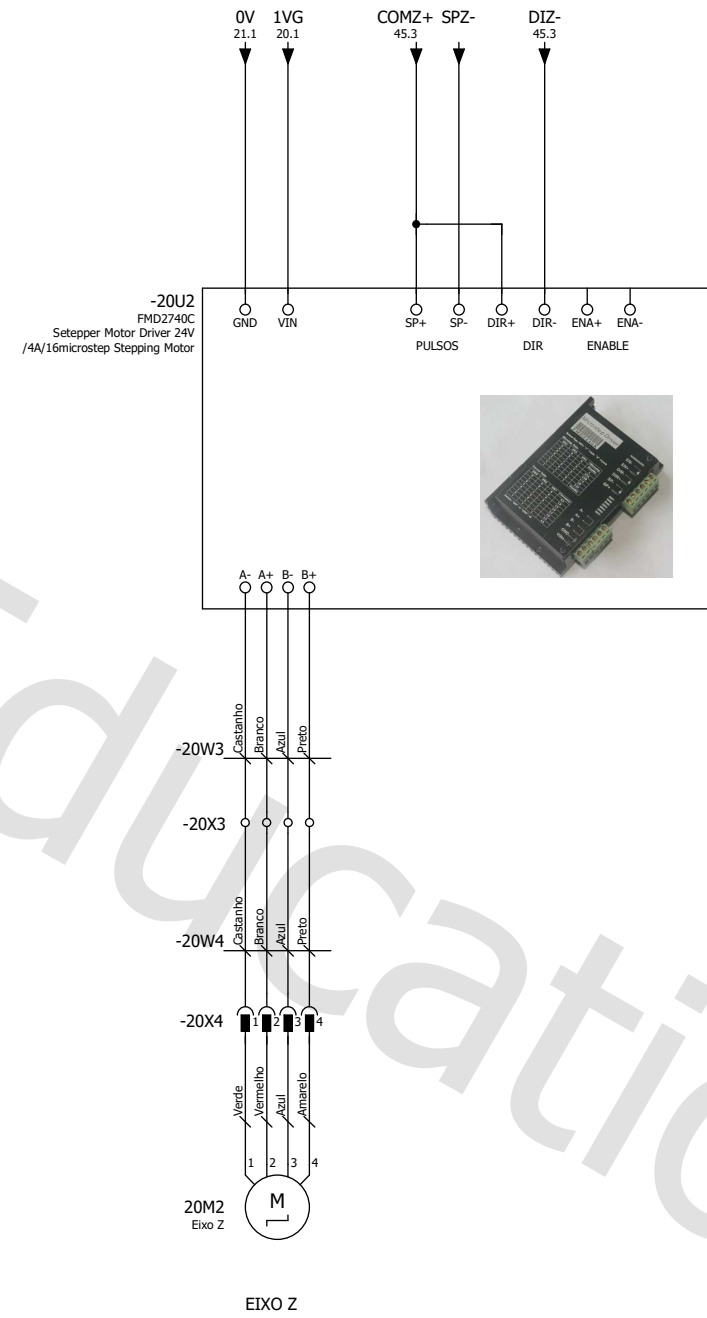 0V 1VG COMZ+ SPZ- DIZ-
21.1 20.1 45.3 45.3
-20U2
FMD2740C
Setepper Motor Driver 24V
/4A/16microstep Stepping Motor
GND VIN SP+ SP- DIR+ DIR- ENA+ ENA-
PULSOS DIR ENABLE
A- A+ B- B+
-20W3 Castanho Branco Azul Preto
-20X3
-20W4 Castanho Branco Azul Preto
-20X4 1 2 3 4
Verde Vermelho Azul Amarelo
1 2 3 4
20M2 M
Eixo Z
EIXO Z
Educatio